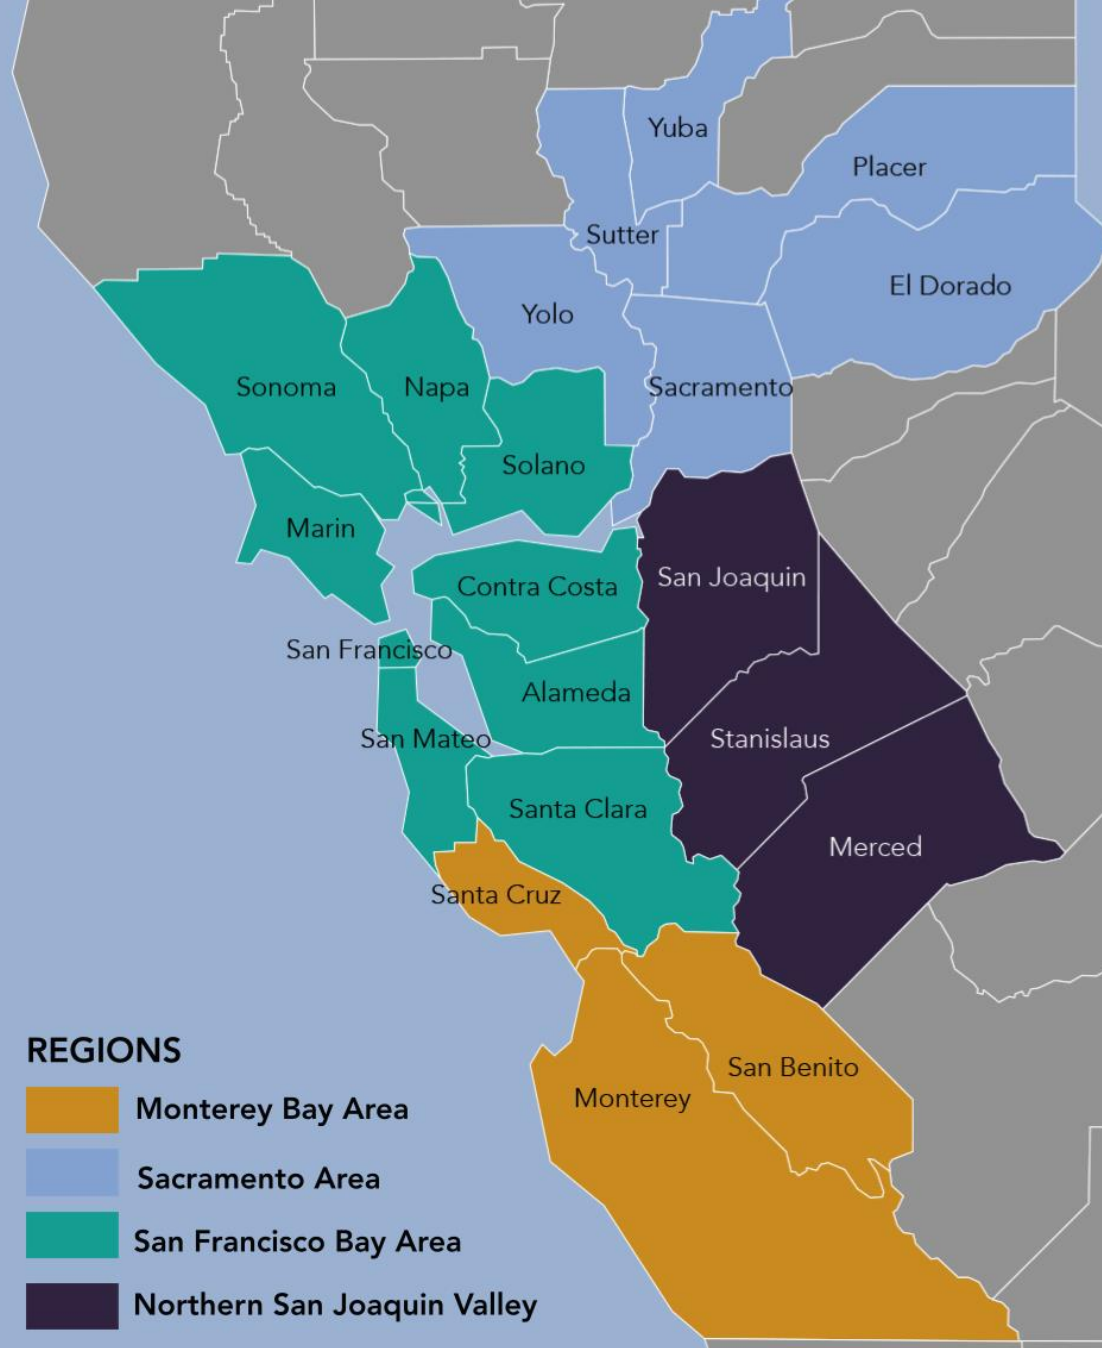 Yuba
Placer
Sutter
El Dorado
Yolo
Sonoma
Napa
Sacramento
Solano
Marin
San Joaquin
Contra Costa
San Francisco
Alameda
San Mateo
Stanislaus
Santa Clara
Merced
Santa Cruz
San Benito
Monterey
REGIONS
Monterey Bay Area
Sacramento Area
San Francisco Bay Area
Northern San Joaquin Valley